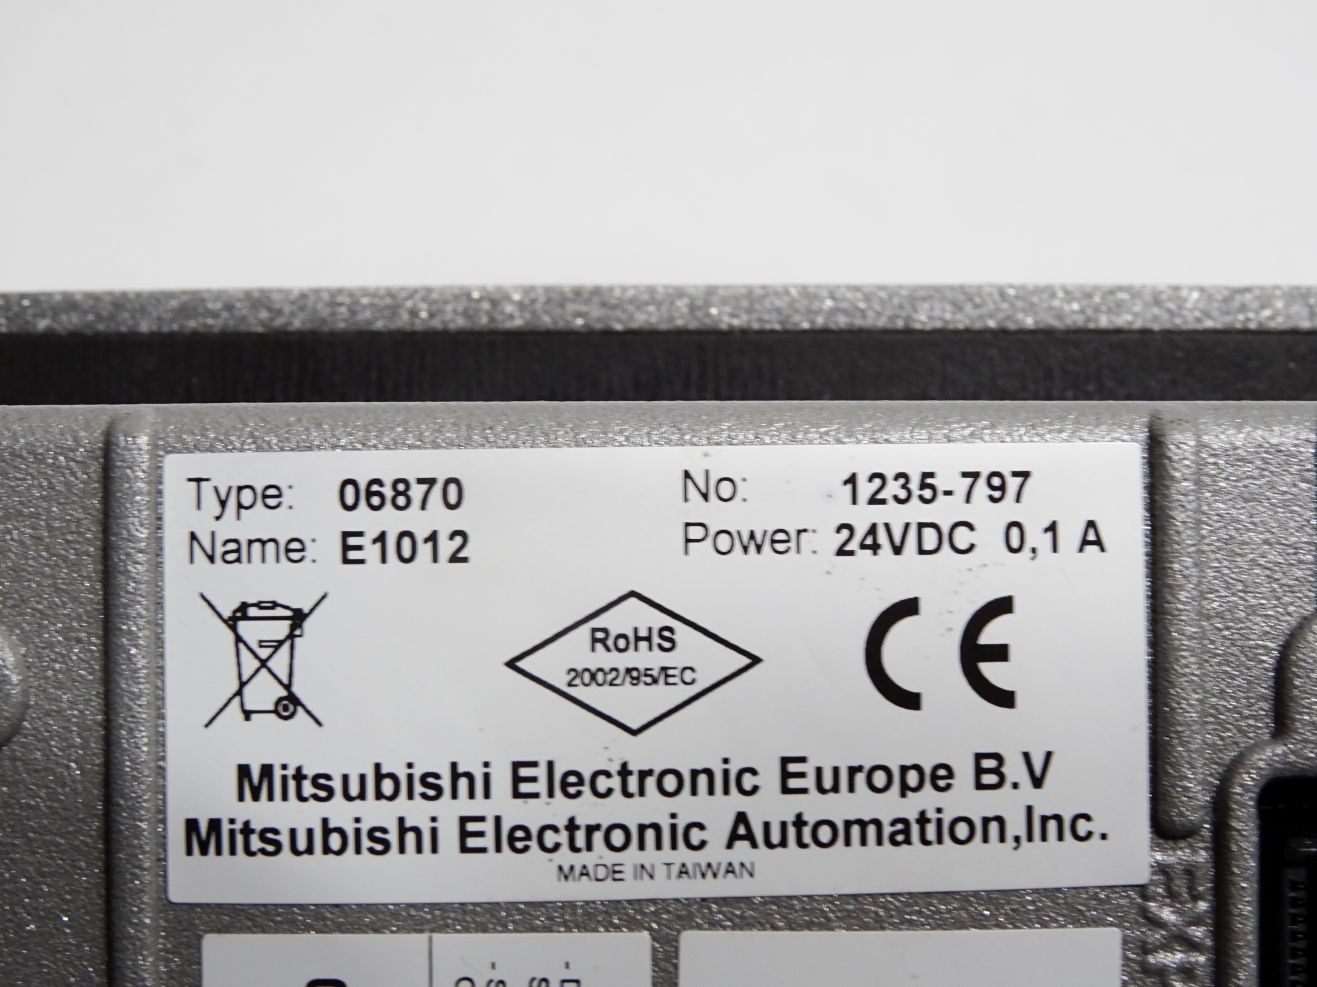 Type: 06870 No: 1235-797
Name: E1012 Power: 24VDC 0,1 A
RoHS
2002/95/EC
CE
Mitsubishi Electronic Europe B.V
Mitsubishi Electronic Automation,Inc.
MADE IN TAIWAN